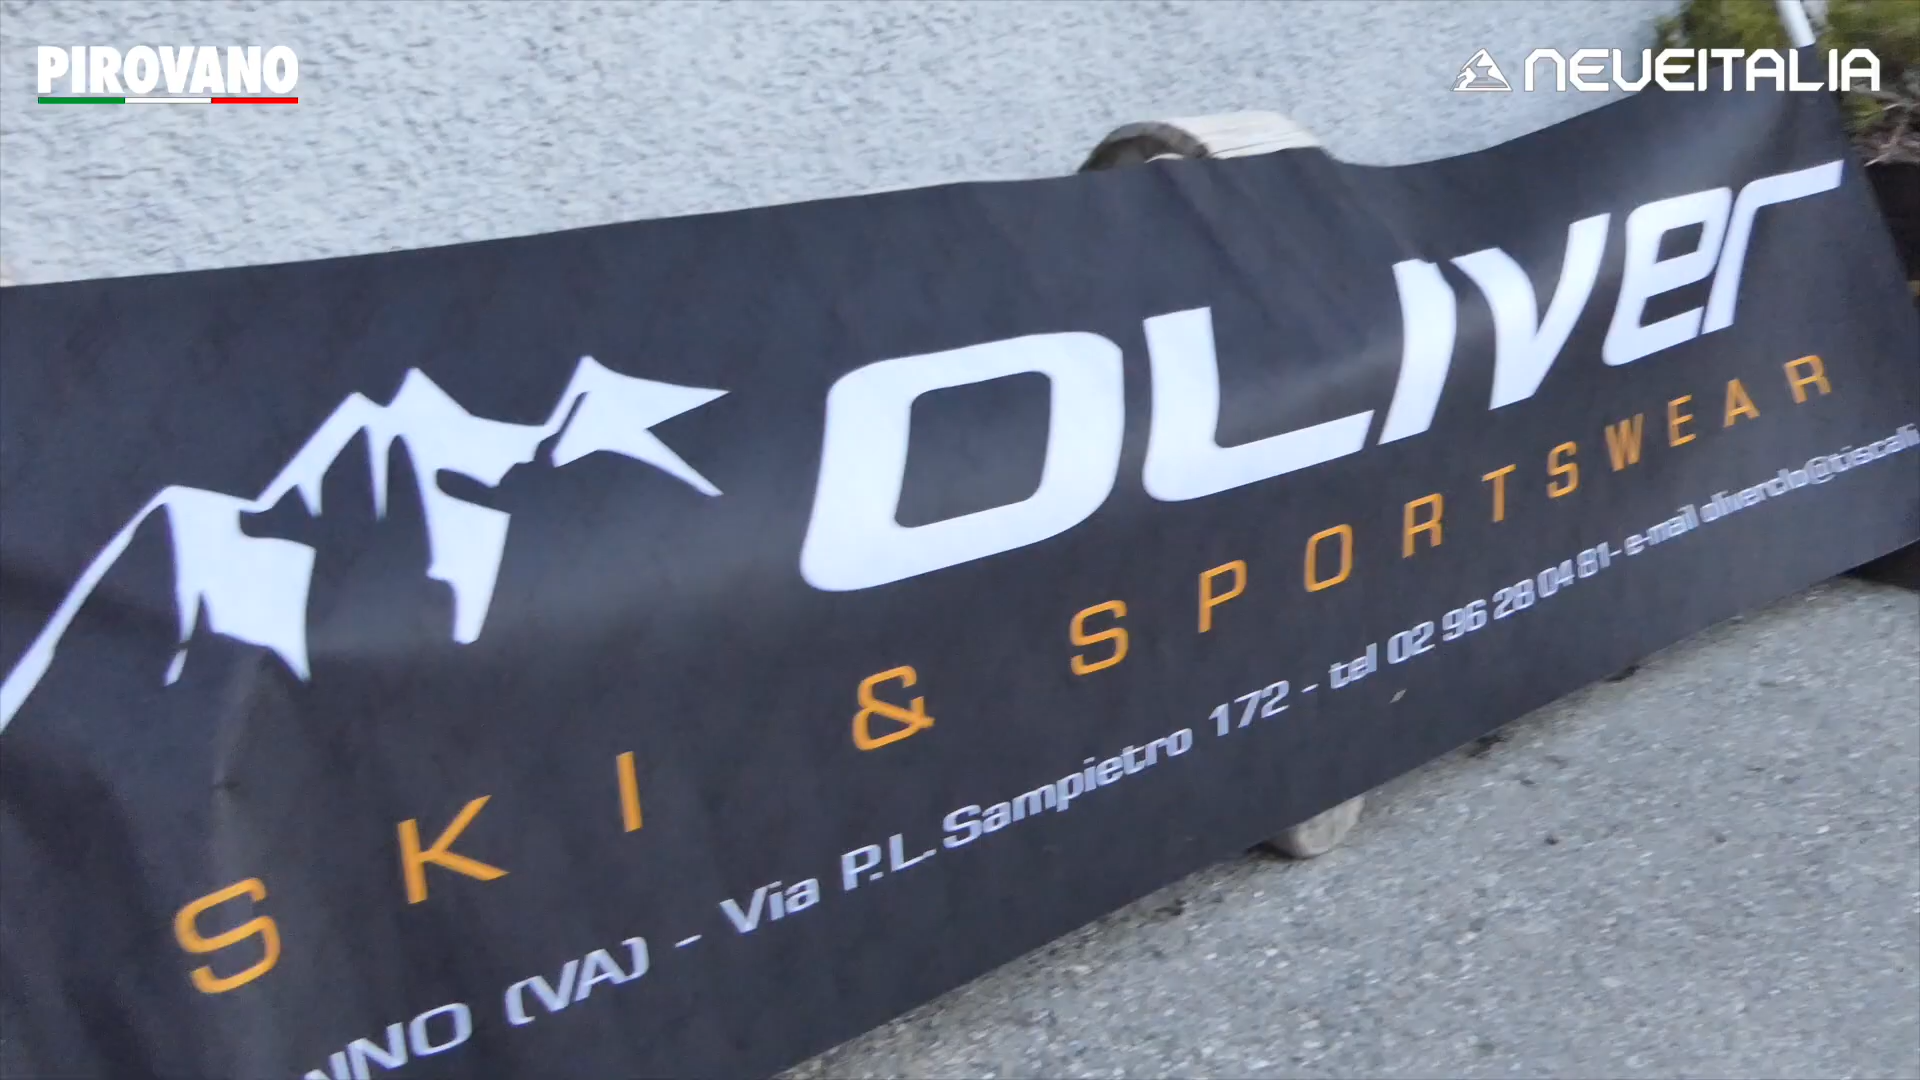 PIROVANO
NEVEITALIA
OLIVER
SKI & SPORTSWEAR
(VA) - Via P.L. Sampietro 172 - tel 02 96 28 04 81 - e-mail